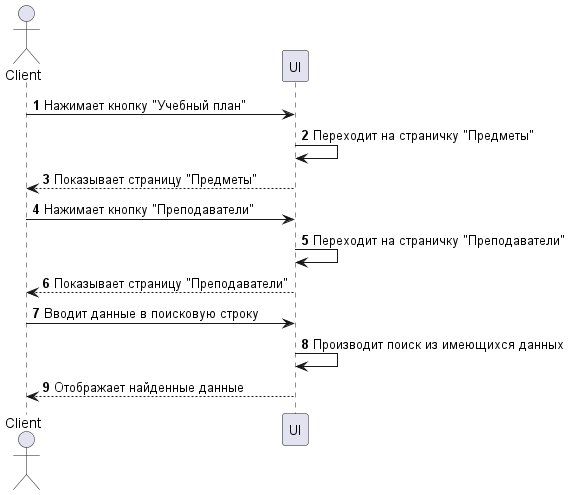 Client
UI
1 Нажимает кнопку "Учебный план"
2 Переходит на страничку "Предметы"
3 Показывает страницу "Предметы"
4 Нажимает кнопку "Преподаватели"
5 Переходит на страничку "Преподаватели"
6 Показывает страницу "Преподаватели"
7 Вводит данные в поисковую строку
8 Производит поиск из имеющихся данных
9 Отображает найденные данные
Client
UI